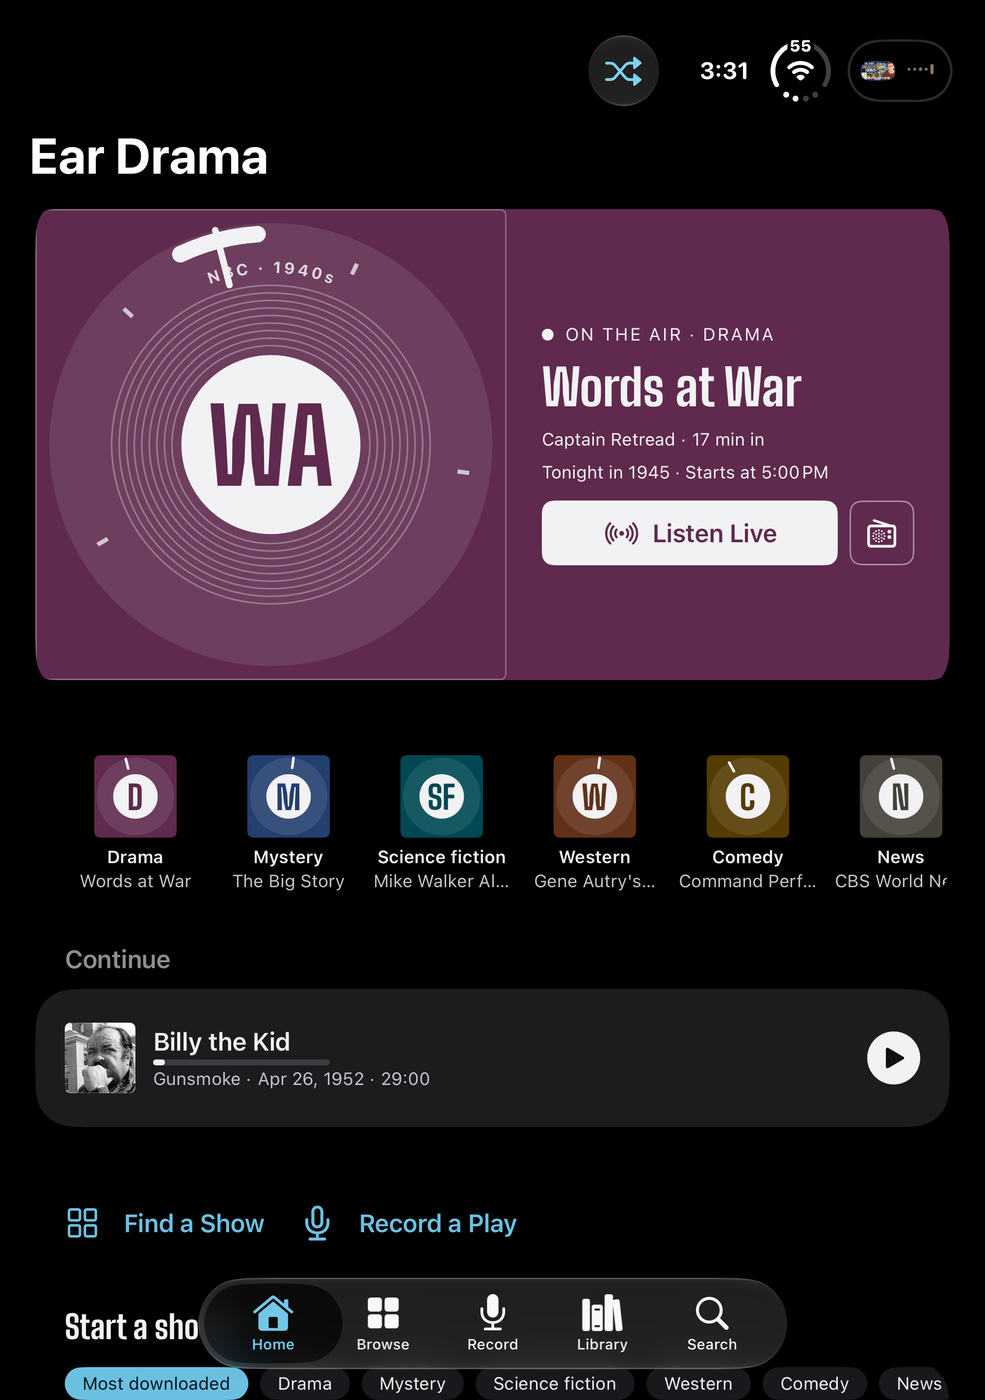 3:31
55
Ear Drama
NBC · 1940s
WA
ON THE AIR · DRAMA
Words at War
Captain Retread · 17 min in
Tonight in 1945 · Starts at 5:00 PM
Listen Live
D
M
SF
W
C
N
Drama
Mystery
Science fiction
Western
Comedy
News
Words at War
The Big Story
Mike Walker Al...
Gene Autry's...
Command Perf...
CBS World Ne
Continue
Billy the Kid
Gunsmoke · Apr 26, 1952 · 29:00
Find a Show
Record a Play
Start a sho
Home
Browse
Record
Library
Search
Most downloaded
Drama
Mystery
Science fiction
Western
Comedy
News